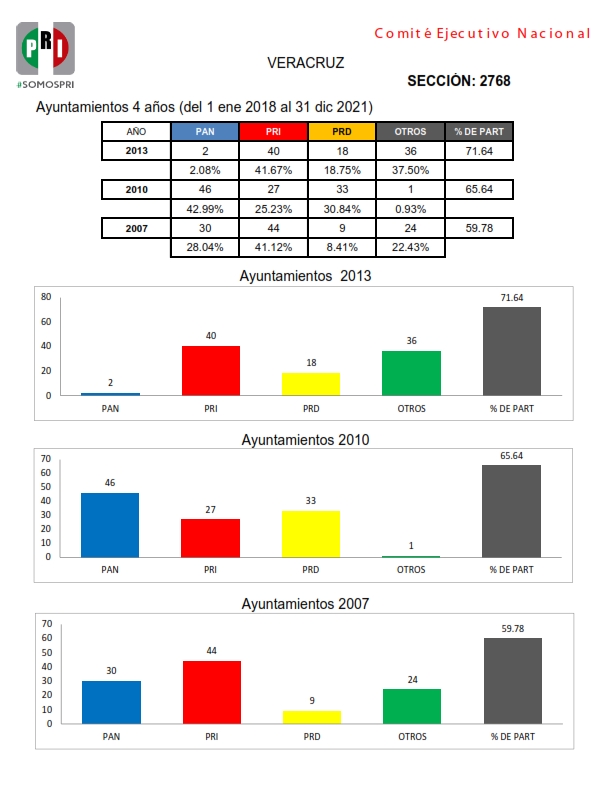 Comité Ejecutivo Nacional
PRI
#SOMOSPRI
VERACRUZ
SECCIÓN: 2768
Ayuntamientos 4 años (del 1 ene 2018 al 31 dic 2021)
AÑO PAN PRI PRD OTROS % DE PART
2013 2 40 18 36 71.64
2.08% 41.67% 18.75% 37.50%
2010 46 27 33 1 65.64
42.99% 25.23% 30.84% 0.93%
2007 30 44 9 24 59.78
28.04% 41.12% 8.41% 22.43%
Ayuntamientos 2013
80
60
40
20
0
2 40 18 36 71.64
PAN PRI PRD OTROS % DE PART
Ayuntamientos 2010
70
60
50
40
30
20
10
0
46 27 33 1 65.64
PAN PRI PRD OTROS % DE PART
Ayuntamientos 2007
70
60
50
40
30
20
10
0
30 44 9 24 59.78
PAN PRI PRD OTROS % DE PART